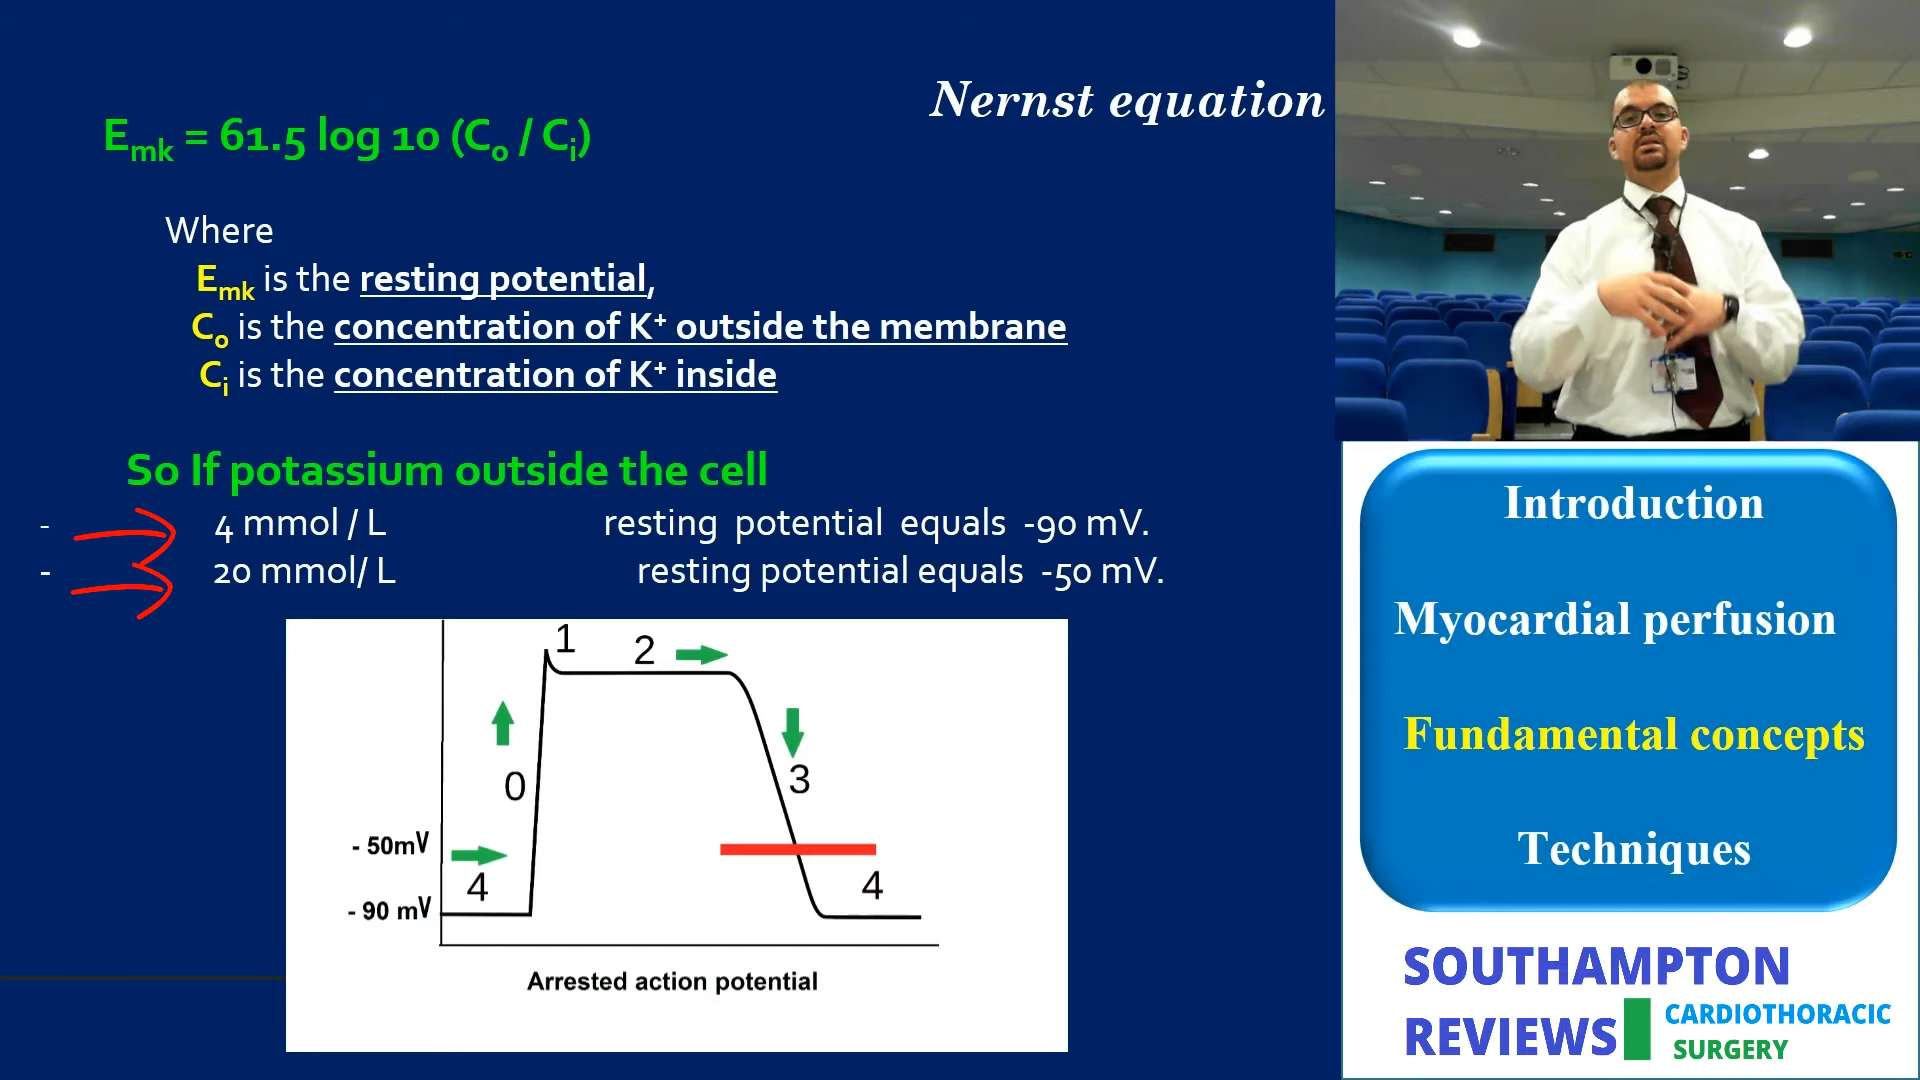 Nernst equation
Emk = 61.5 log 10 (Co / Ci)
Where
Emk is the resting potential,
Co is the concentration of K+ outside the membrane
Ci is the concentration of K+ inside
So If potassium outside the cell
- 4 mmol / L resting potential equals -90 mV.
- 20 mmol/ L resting potential equals -50 mV.
1
2
0
3
- 50mV
4
4
- 90 mV
Arrested action potential
Introduction
Myocardial perfusion
Fundamental concepts
Techniques
SOUTHAMPTON
REVIEWS
CARDIOTHORACIC
SURGERY